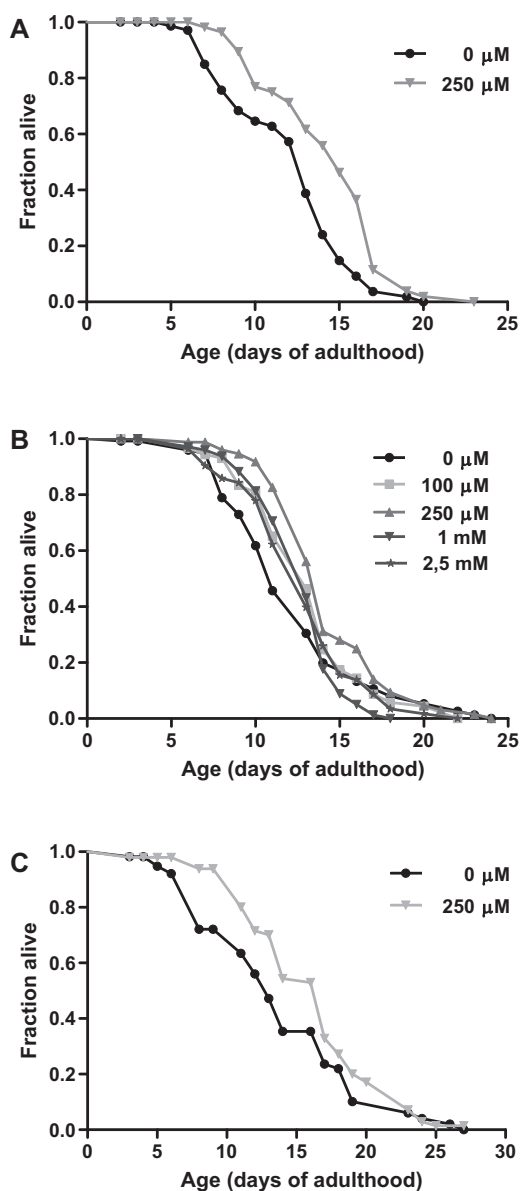 A
1.0
0.8
0.6
0.4
0.2
0.0
Fraction alive
0 µM
250 µM
0 5 10 15 20 25
Age (days of adulthood)
B
1.0
0.8
0.6
0.4
0.2
0.0
Fraction alive
0 µM
100 µM
250 µM
1 mM
2,5 mM
0 5 10 15 20 25
Age (days of adulthood)
C
1.0
0.8
0.6
0.4
0.2
0.0
Fraction alive
0 µM
250 µM
0 5 10 15 20 25 30
Age (days of adulthood)